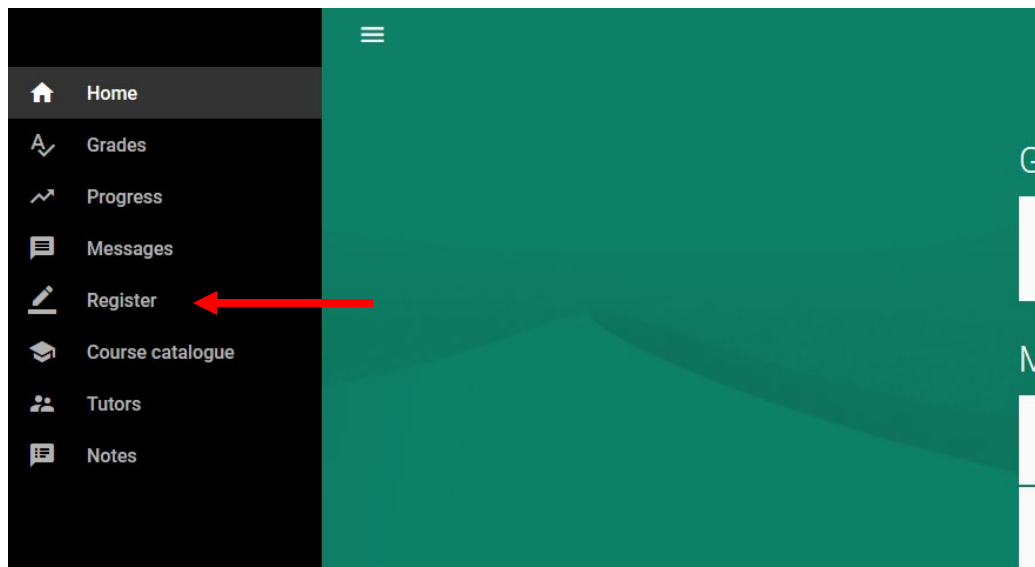 Home
Grades
Progress
Messages
Register
Course catalogue
Tutors
Notes